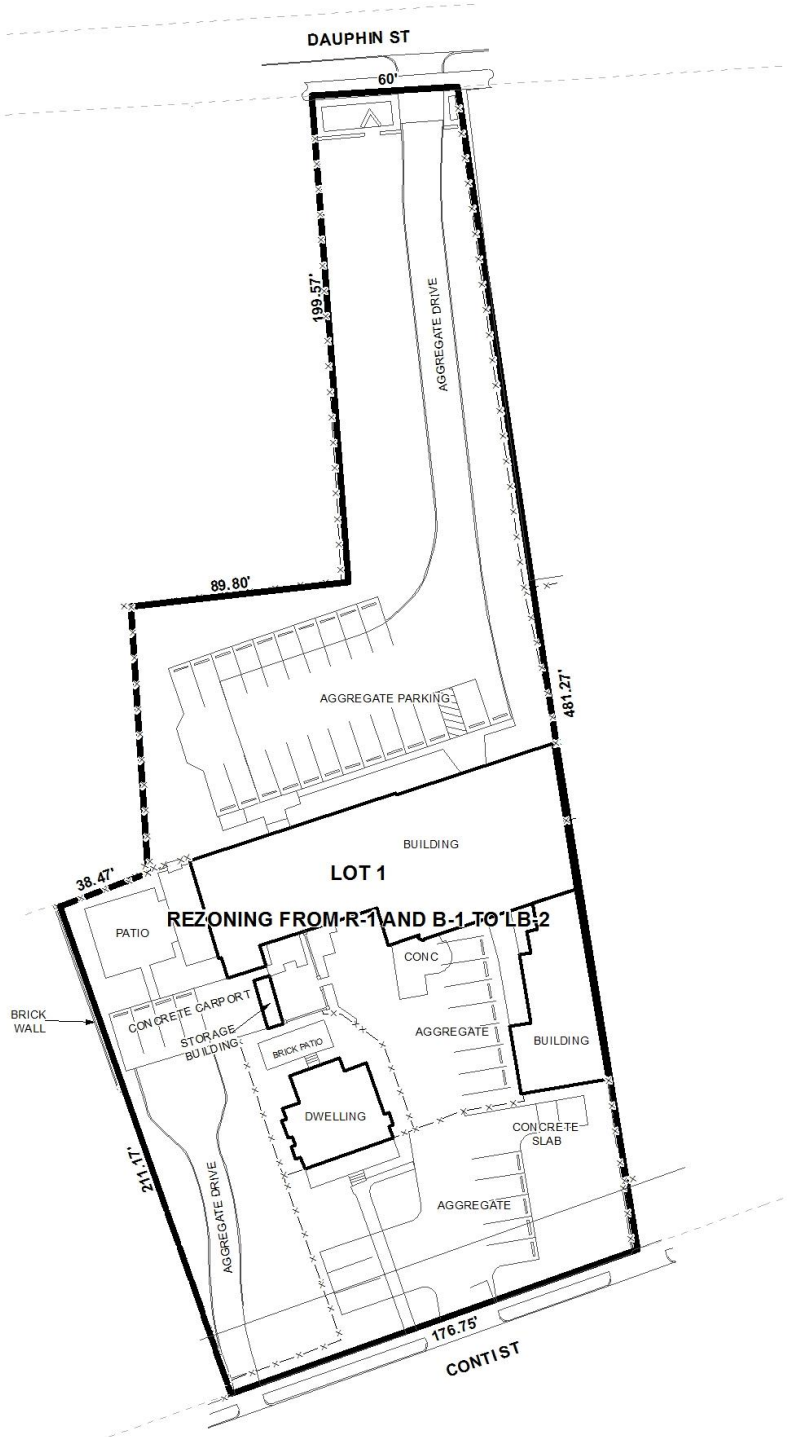 DAUPHIN ST
60'
199.57'
AGGREGATE DRIVE
89.80'
481.27'
AGGREGATE PARKING
BUILDING
LOT 1
38.47'
REZONING FROM R-1 AND B-1 TO LB-2
PATIO
CONC
CONCRETE CARPORT
BRICK
WALL
STORAGE
BUILDING
AGGREGATE
BUILDING
BRICK PATIO
DWELLING
CONCRETE
SLAB
211.17'
AGGREGATE DRIVE
AGGREGATE
176.75'
CONTI ST